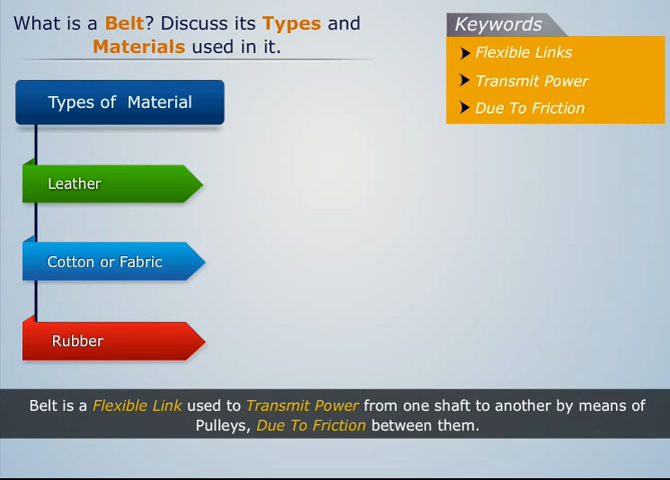 What is a Belt? Discuss its Types and
Materials used in it.
Keywords
Flexible Links
Transmit Power
Due To Friction
Types of Material
Leather
Cotton or Fabric
Rubber
Belt is a Flexible Link used to Transmit Power from one shaft to another by means of
Pulleys, Due To Friction between them.